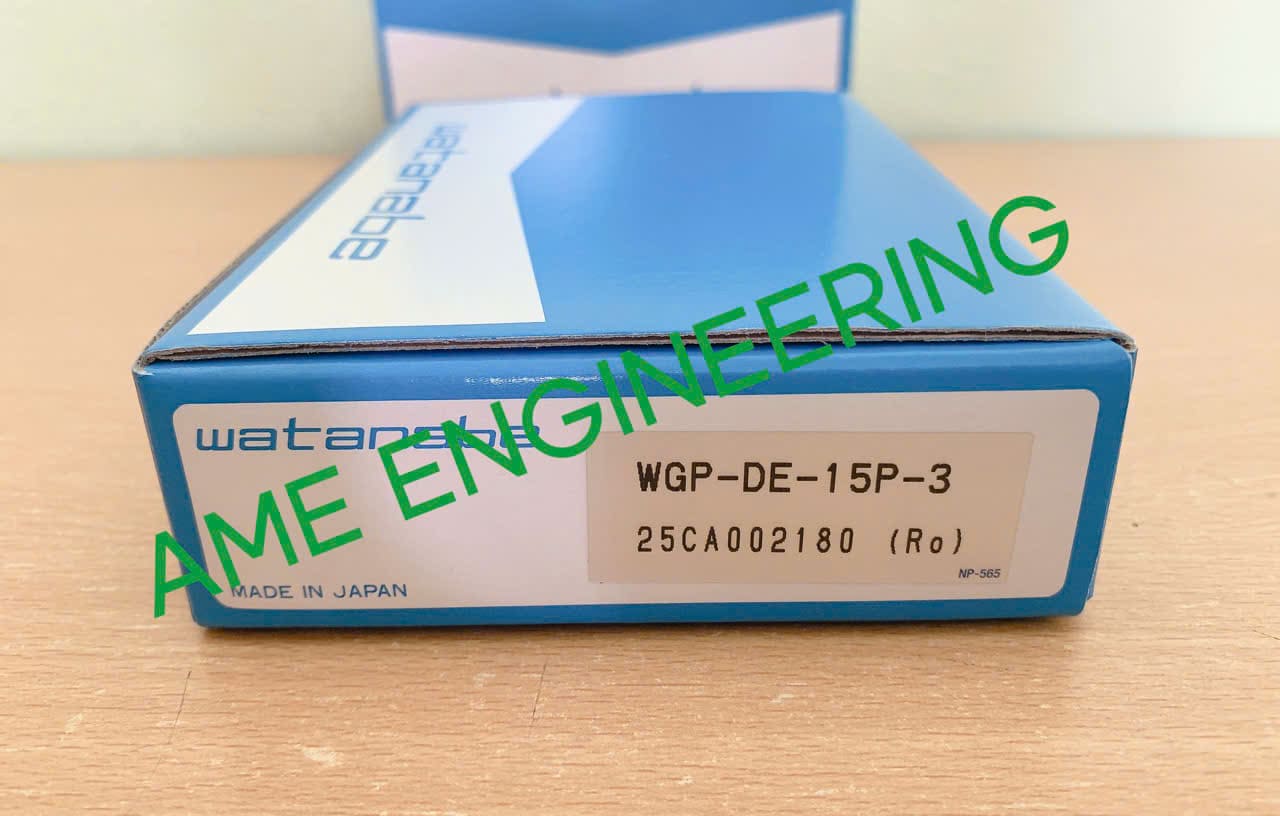 watanabe
watanabe
AME ENGINEERING
WGP-DE-15P-3
25CA002180 (Ro)
NP-565
MADE IN JAPAN